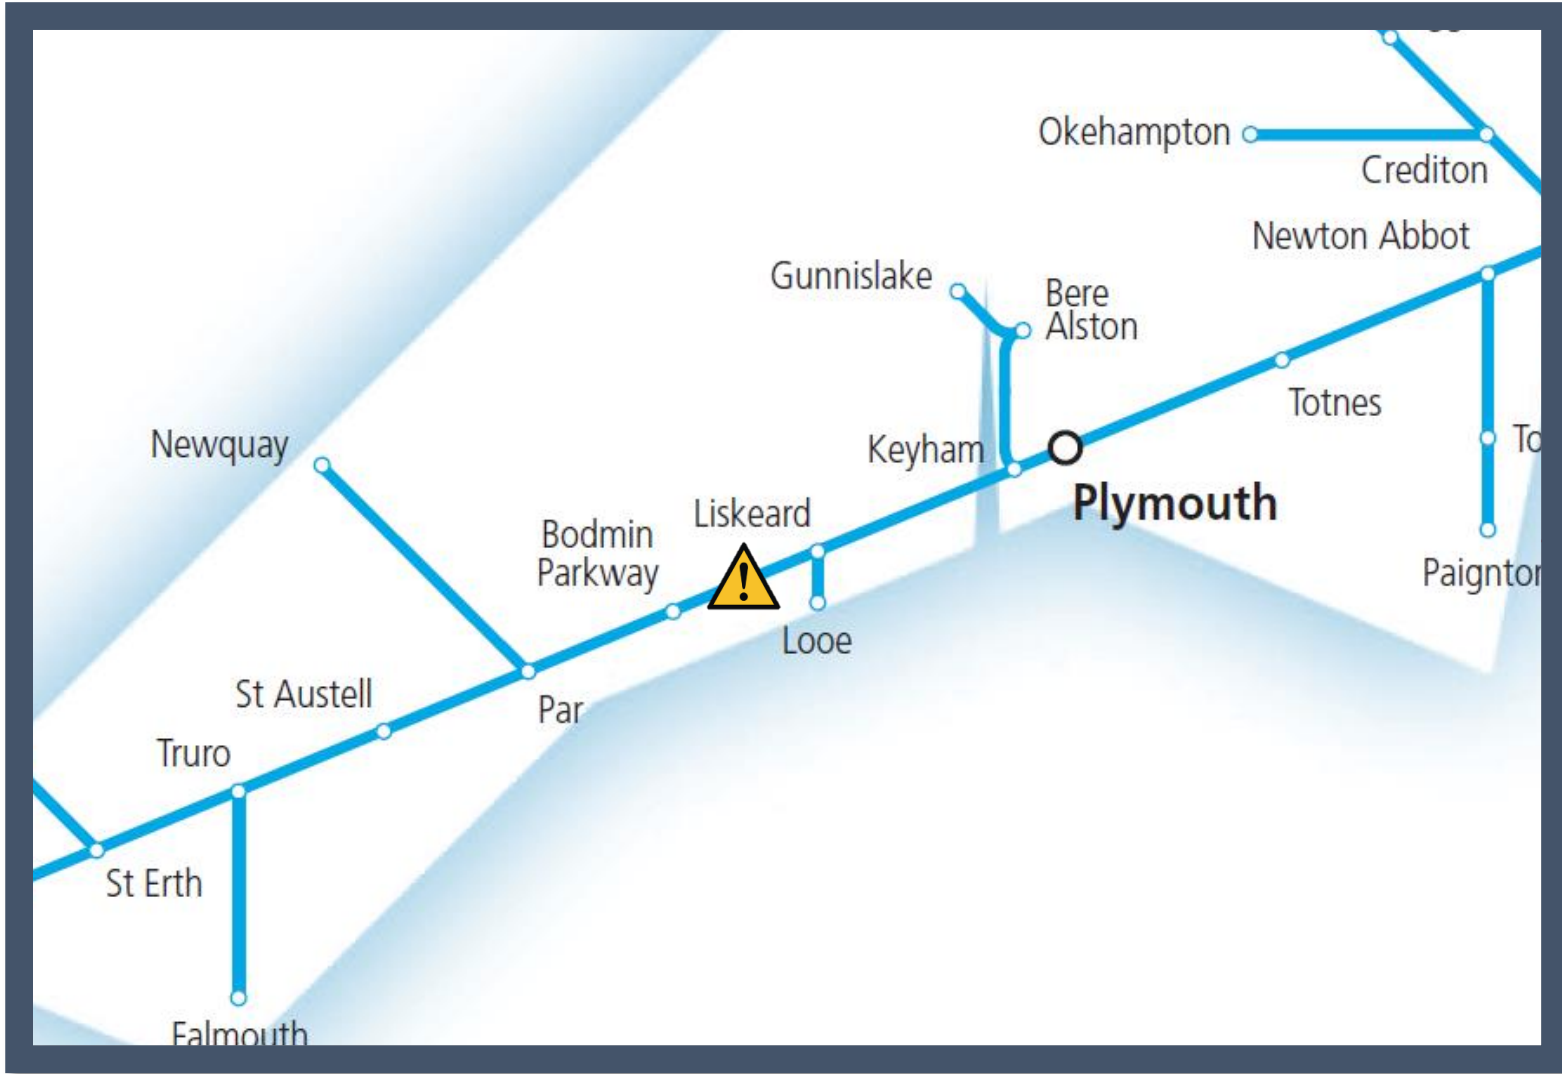 Okehampton
Crediton
Newton Abbot
Gunnislake
Bere
Alston
Totnes
Newquay
Keyham
To
Plymouth
Liskeard
Bodmin
Parkway
Paignton
Looe
St Austell
Par
Truro
St Erth
Falmouth